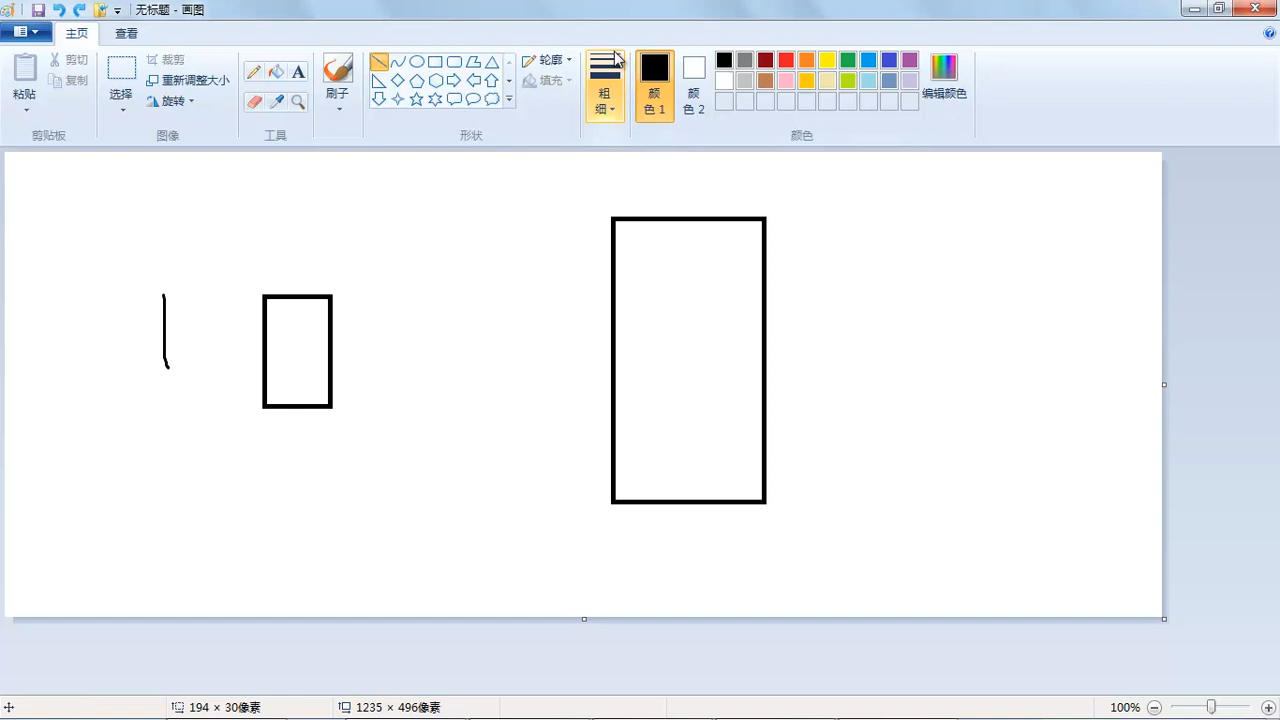 无标题 - 画图
主页
查看
粘贴
剪切
复制
剪贴板
选择
裁剪
重新调整大小
旋转
图像
A
工具
刷子
轮廓
填充
形状
粗
细
颜
色 1
颜
色 2
编辑颜色
颜色
194 × 30像素
1235 × 496像素
100%